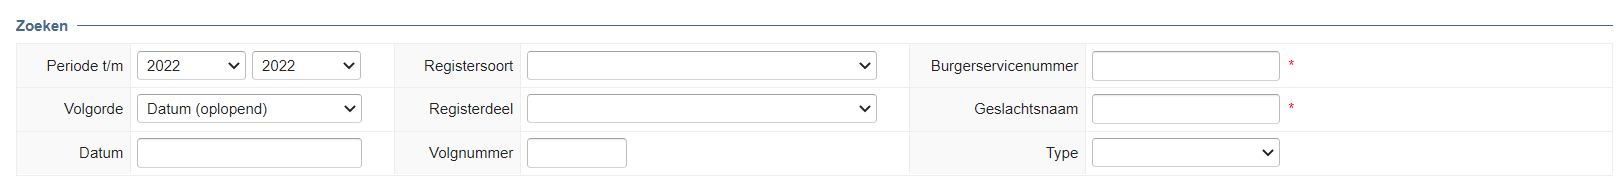 Zoeken
Periode t/m 2022 2022 Registersoort Burgerservicenummer *
Volgorde Datum (oplopend) Registerdeel Geslachtsnaam *
Datum Volgnummer Type